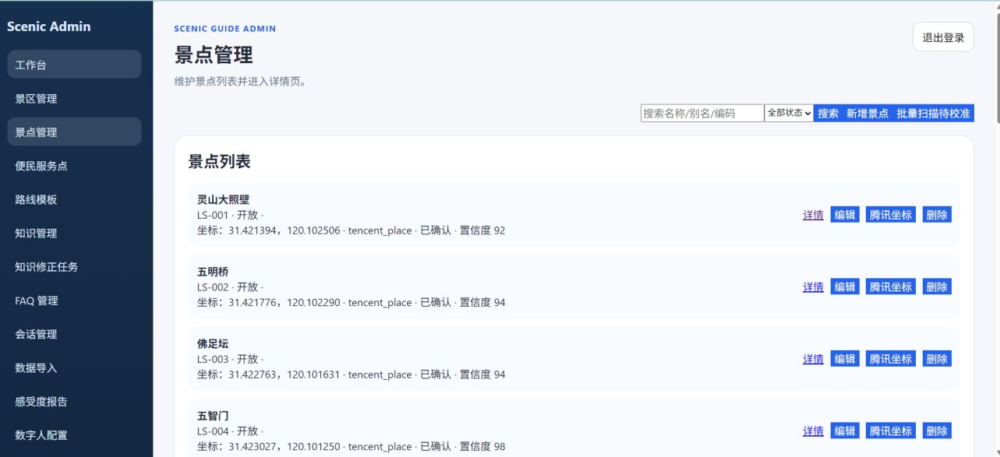 Scenic Admin
工作台
景区管理
景点管理
便民服务点
路线模板
知识管理
知识修正任务
FAQ 管理
会话管理
数据导入
感受度报告
数字人配置
SCENIC GUIDE ADMIN
退出登录
景点管理
维护景点列表并进入详情页。
搜索名称/别名/编码 全部状态 搜索 新增景点 批量扫描待校准
景点列表
灵山大照壁
LS-001 · 开放 ·
坐标：31.421394，120.102506 · tencent_place · 已确认 · 置信度 92
详情 编辑 腾讯坐标 删除
五明桥
LS-002 · 开放 ·
坐标：31.421776，120.102290 · tencent_place · 已确认 · 置信度 94
详情 编辑 腾讯坐标 删除
佛足坛
LS-003 · 开放 ·
坐标：31.422763，120.101631 · tencent_place · 已确认 · 置信度 94
详情 编辑 腾讯坐标 删除
五智门
LS-004 · 开放 ·
坐标：31.423027，120.101250 · tencent_place · 已确认 · 置信度 98
详情 编辑 腾讯坐标 删除